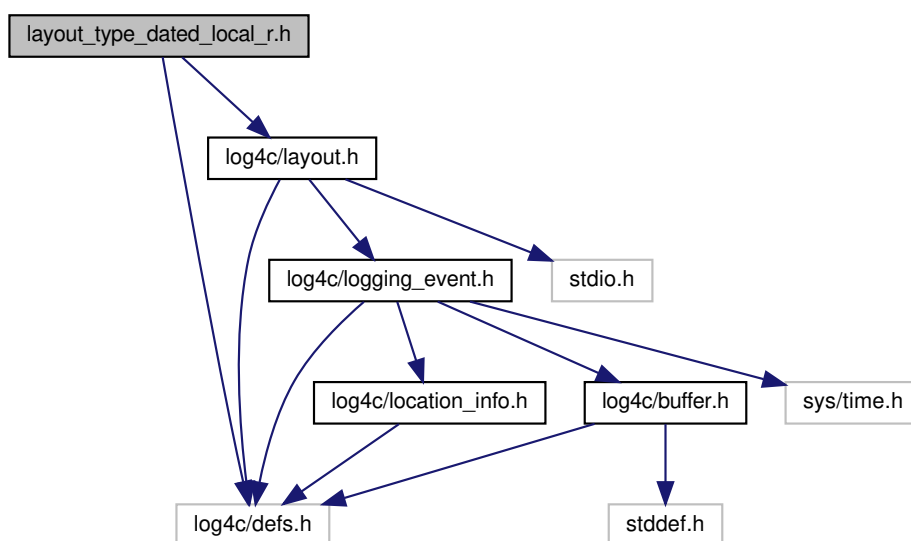 layout_type_dated_local_r.h
log4c/layout.h
log4c/logging_event.h
stdio.h
log4c/location_info.h
log4c/buffer.h
sys/time.h
log4c/defs.h
stddef.h